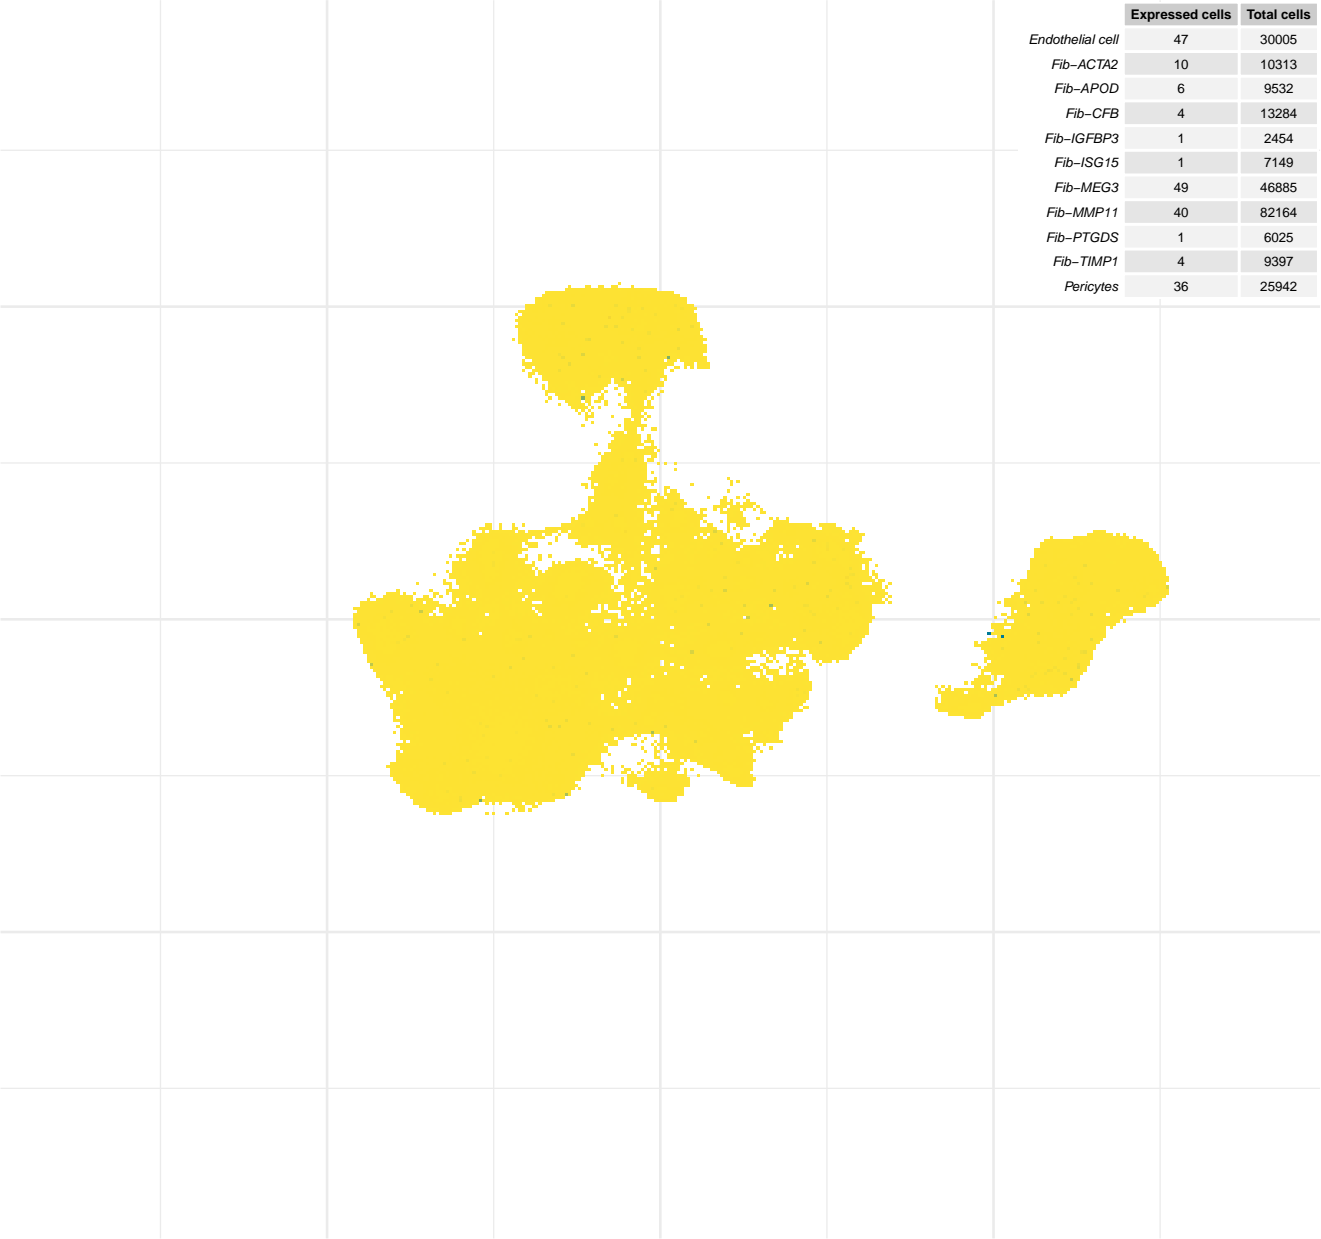 Expressed cells Total cells
Endothelial cell 47 30005
Fib−ACTA2 10 10313
Fib−APOD 6 9532
Fib−CFB 4 13284
Fib−IGFBP3 1 2454
Fib−ISG15 1 7149
Fib−MEG3 49 46885
Fib−MMP11 40 82164
Fib−PTGDS 1 6025
Fib−TIMP1 4 9397
Pericytes 36 25942